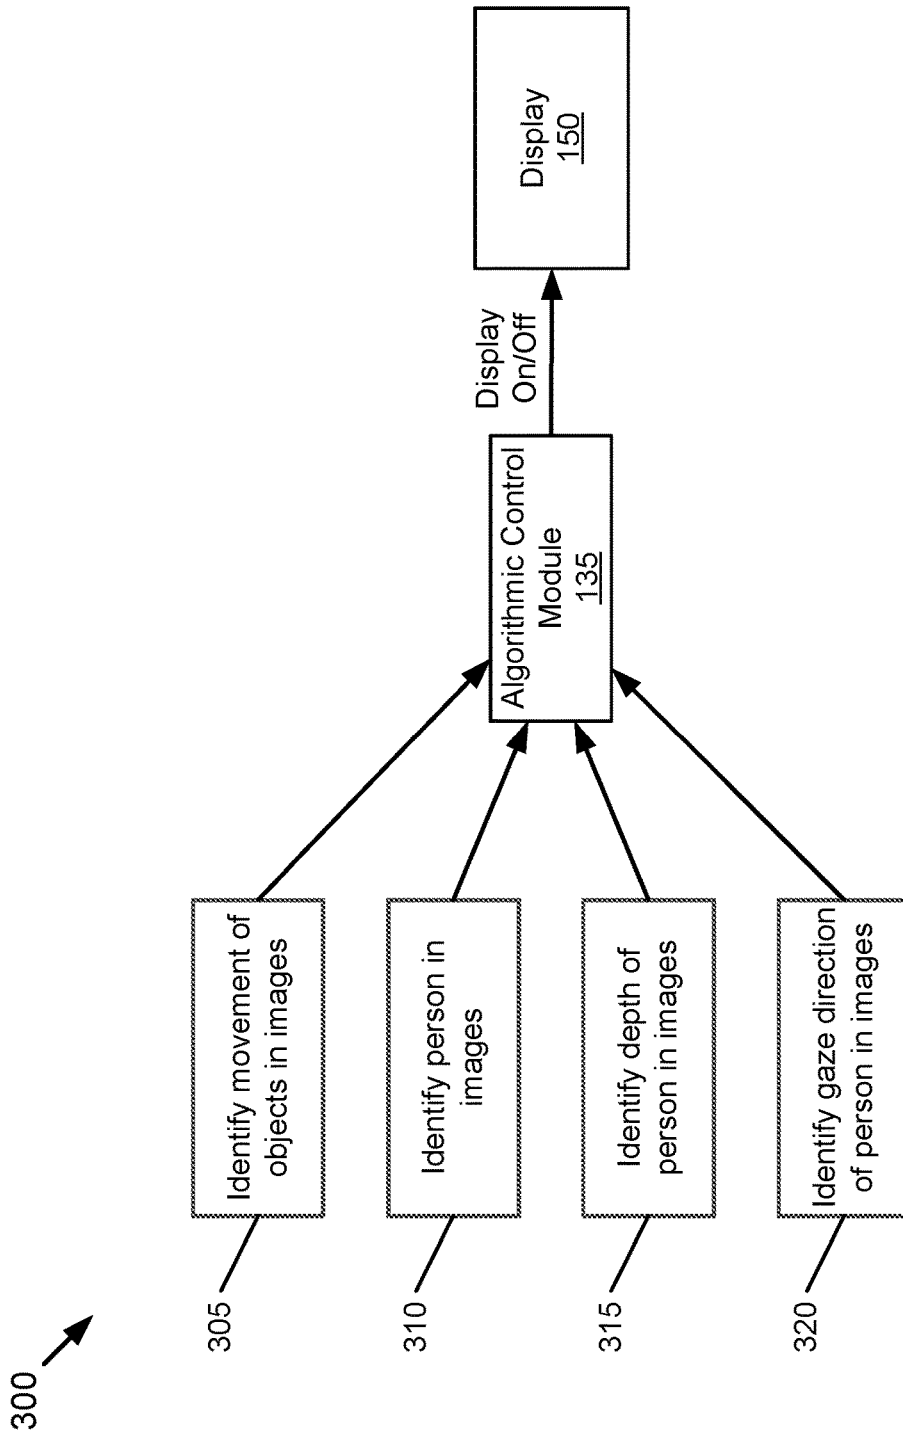 300
305
Identify movement of
objects in images
310
Identify person in
images
315
Identify depth of
person in images
320
Identify gaze direction
of person in images
Algorithmic Control
Module
135
Display
On/Off
Display
150